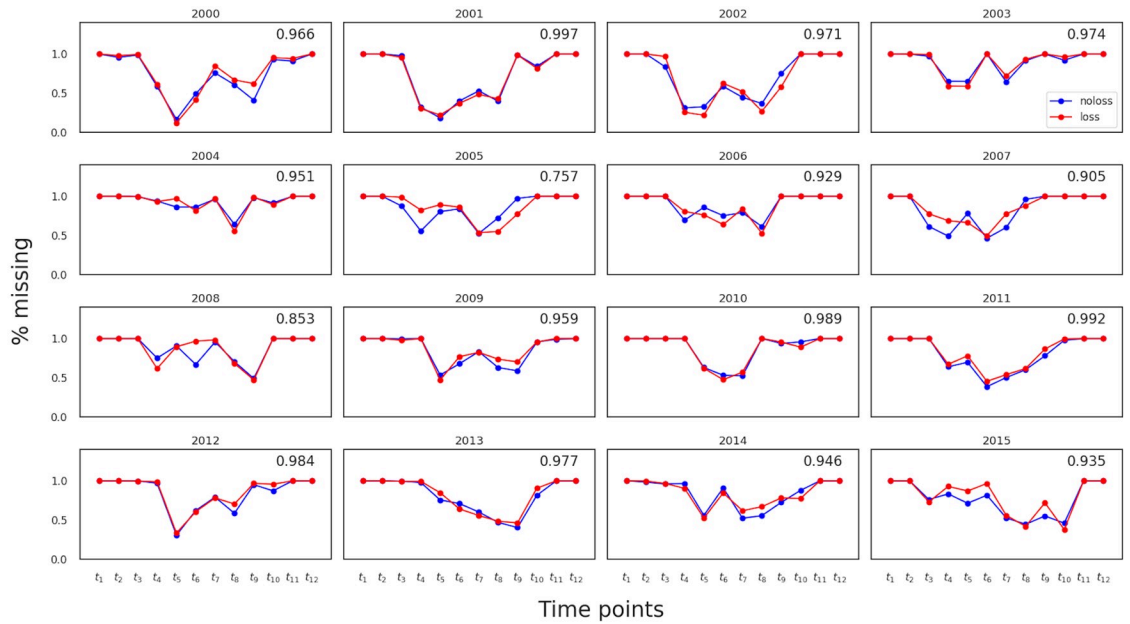 2000 2001 2002 2003
0.966 0.997 0.971 0.974
1.0
0.5
0.0
noloss
loss
2004 2005 2006 2007
0.951 0.757 0.929 0.905
1.0
0.5
0.0
% missing
2008 2009 2010 2011
0.853 0.959 0.989 0.992
1.0
0.5
0.0
2012 2013 2014 2015
0.984 0.977 0.946 0.935
1.0
0.5
0.0
t₁ t₂ t₃ t₄ t₅ t₆ t₇ t₈ t₉ t₁₀ t₁₁ t₁₂ t₁ t₂ t₃ t₄ t₅ t₆ t₇ t₈ t₉ t₁₀ t₁₁ t₁₂ t₁ t₂ t₃ t₄ t₅ t₆ t₇ t₈ t₉ t₁₀ t₁₁ t₁₂ t₁ t₂ t₃ t₄ t₅ t₆ t₇ t₈ t₉ t₁₀ t₁₁ t₁₂
Time points